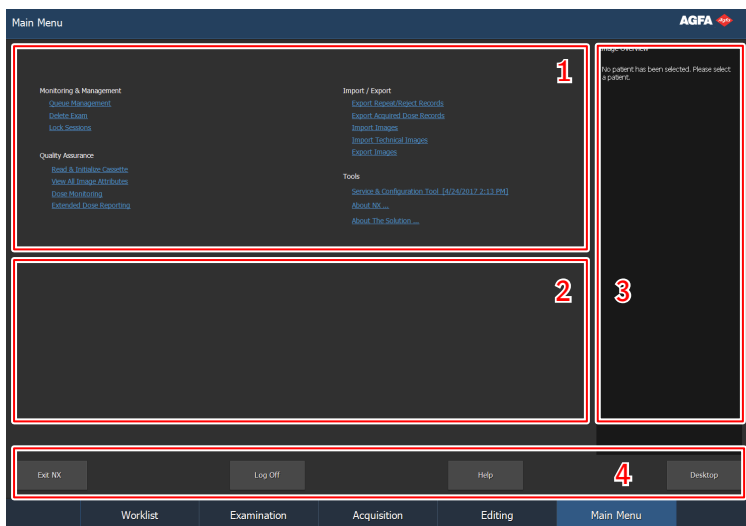 Main Menu
AGFA
1
Image Overview
No patient has been selected. Please select
a patient.
Monitoring & Management
Queue Management
Delete Exam
Lock Sessions
Quality Assurance
Read & Initialize Cassette
View All Image Attributes
Dose Monitoring
Extended Dose Reporting
Import / Export
Export Repeat/Reject Records
Export Acquired Dose Records
Import Images
Import Technical Images
Export Images
Tools
Service & Configuration Tool [4/24/2017 2:13 PM]
About NX ...
About The Solution ...
2
3
4
Exit NX
Log Off
Help
Desktop
Worklist
Examination
Acquisition
Editing
Main Menu